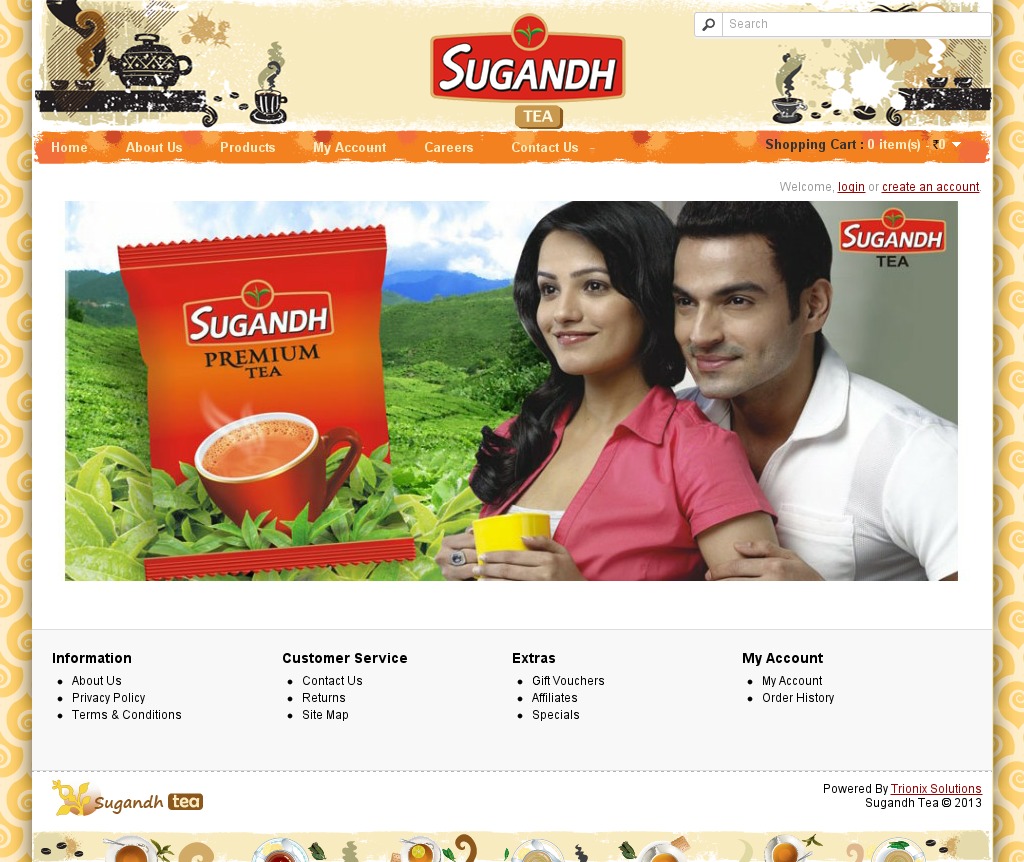 Search
SUGANDH
TEA
Home About Us Products My Account Careers Contact Us
Shopping Cart : 0 item(s) - ₹0
Welcome, login or create an account.
SUGANDH
PREMIUM
TEA
SUGANDH
TEA
Information
About Us
Privacy Policy
Terms & Conditions
Customer Service
Contact Us
Returns
Site Map
Extras
Gift Vouchers
Affiliates
Specials
My Account
My Account
Order History
Sugandh tea
Powered By Trionix Solutions
Sugandh Tea © 2013